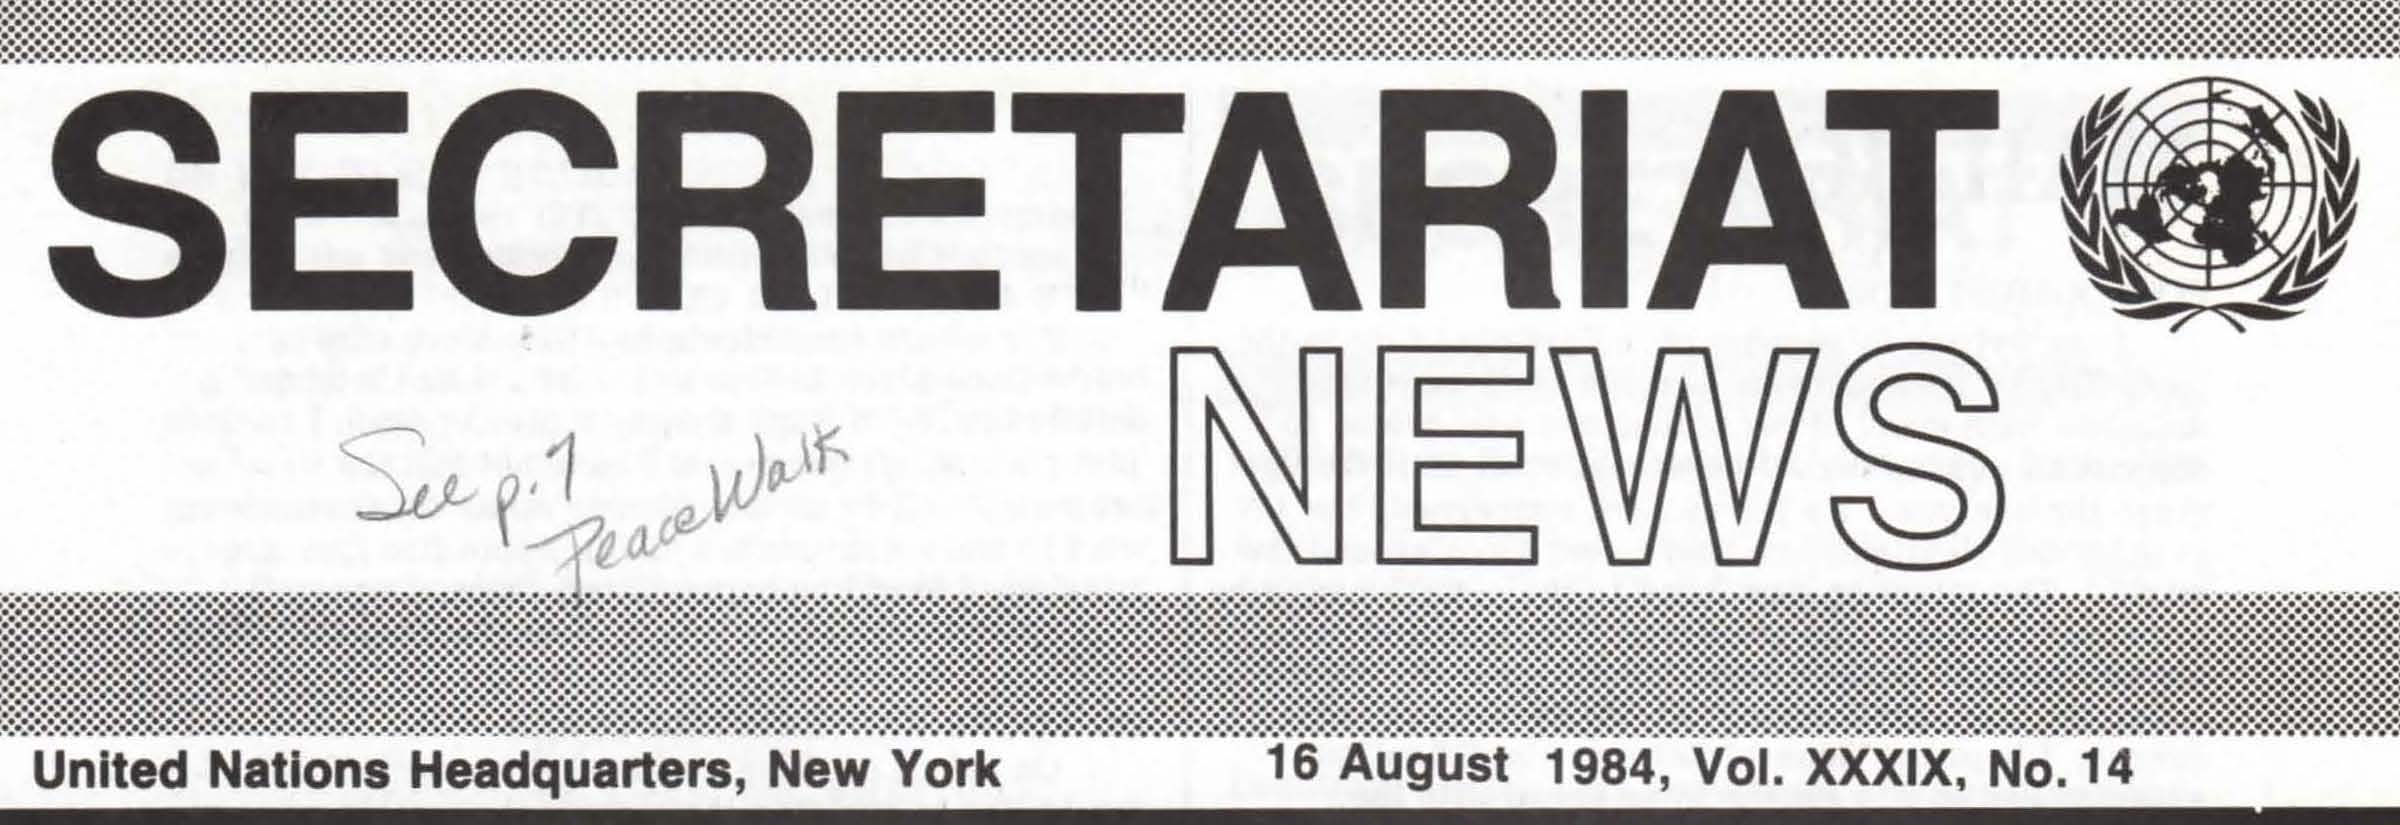 SECRETARIAT
NEWS
See p. 7
Peace Walk
United Nations Headquarters, New York
16 August 1984, Vol. XXXIX, No. 14